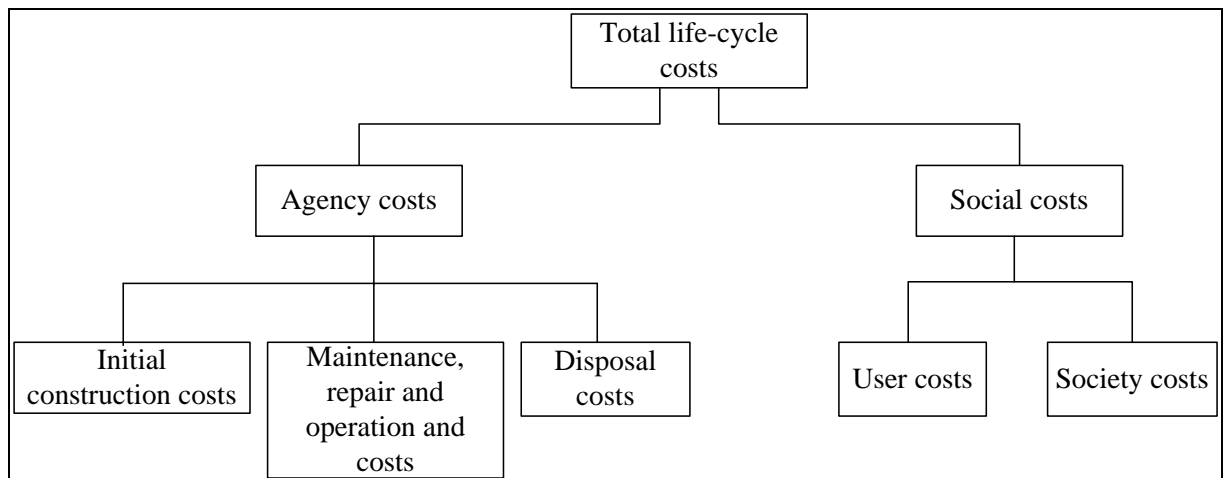 Total life-cycle
costs
Agency costs
Social costs
Initial
construction costs
Maintenance,
repair and
operation and
costs
Disposal
costs
User costs
Society costs